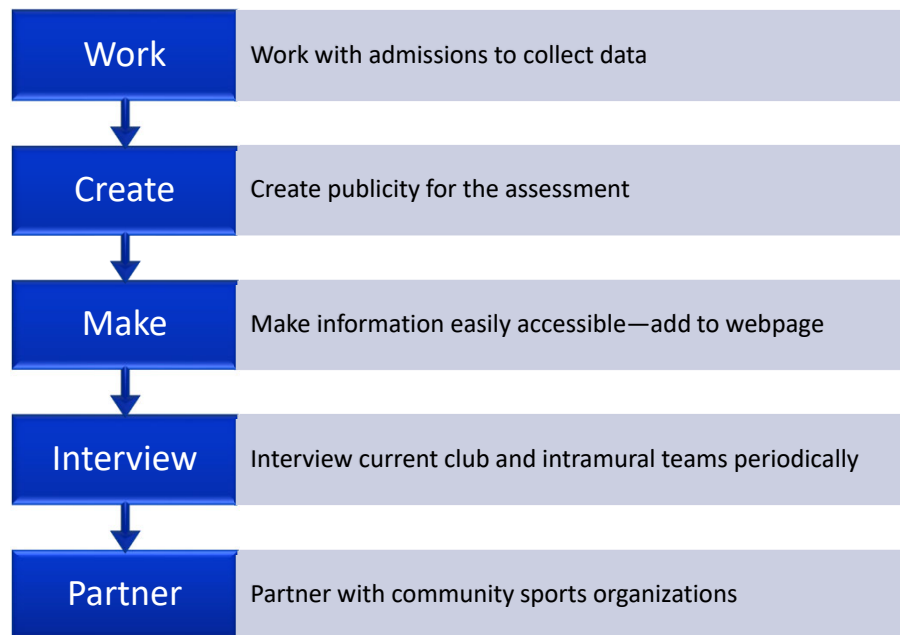 Work
Work with admissions to collect data
Create
Create publicity for the assessment
Make
Make information easily accessible—add to webpage
Interview
Interview current club and intramural teams periodically
Partner
Partner with community sports organizations